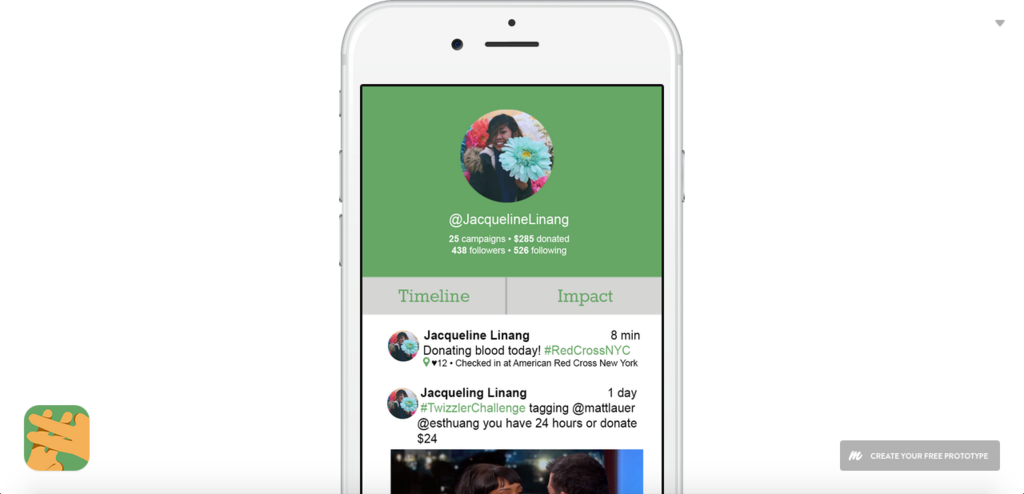 @JacquelineLinang
25 campaigns • $285 donated
438 followers • 526 following
Timeline
Impact
Jacqueline Linang 8 min
Donating blood today! #RedCrossNYC
♥12 • Checked in at American Red Cross New York
Jacqueling Linang 1 day
#TwizzlerChallenge tagging @mattlauer
@esthuang you have 24 hours or donate
$24
CREATE YOUR FREE PROTOTYPE